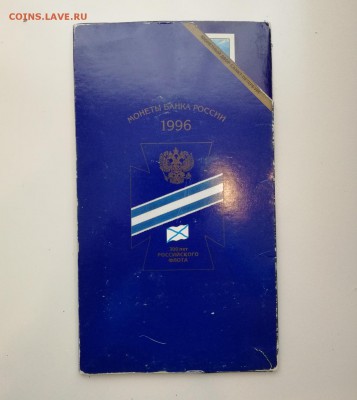 COINS.LAVE.RU
МОНЕТЫ БАНКА РОССИИ
1996
300 лет
РОССИЙСКОГО
ФЛОТА